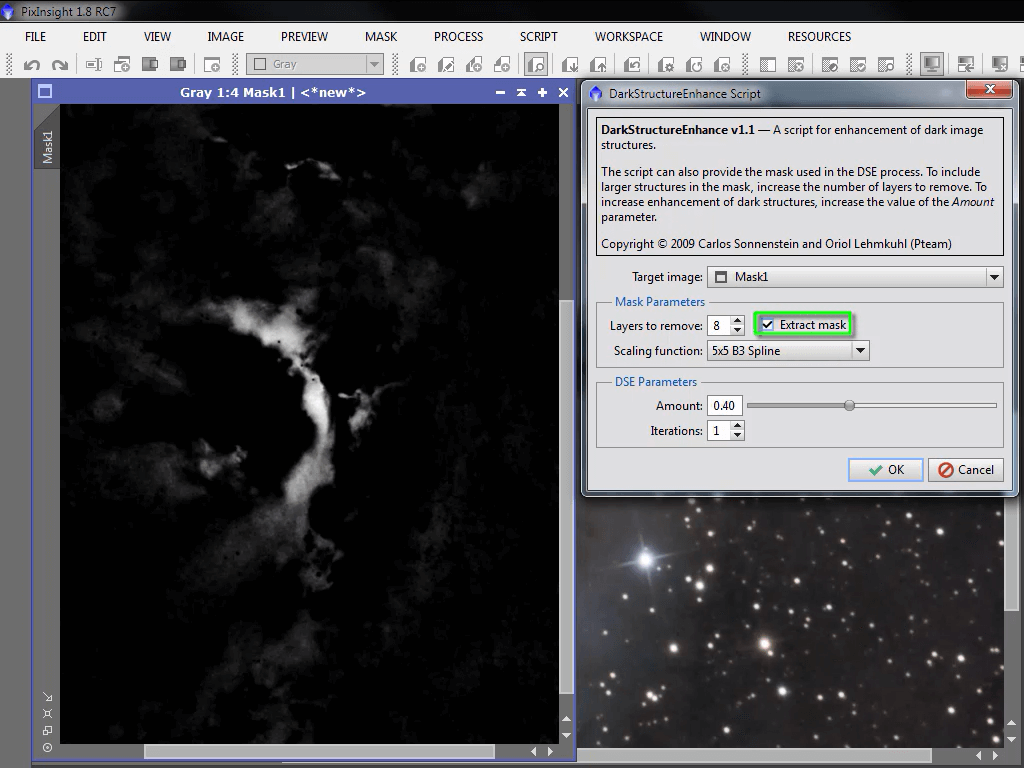 PixInsight 1.8 RC7
FILE EDIT VIEW IMAGE PREVIEW MASK PROCESS SCRIPT WORKSPACE WINDOW RESOURCES
Gray
Gray 1:4 Mask1 | <*new*>
Mask1
DarkStructureEnhance Script
DarkStructureEnhance v1.1 — A script for enhancement of dark image
structures.
The script can also provide the mask used in the DSE process. To include
larger structures in the mask, increase the number of layers to remove. To
increase enhancement of dark structures, increase the value of the Amount
parameter.
Copyright © 2009 Carlos Sonnenstein and Oriol Lehmkuhl (Pteam)
Target image: Mask1
Mask Parameters
Layers to remove: 8 Extract mask
Scaling function: 5x5 B3 Spline
DSE Parameters
Amount: 0.40
Iterations: 1
OK Cancel